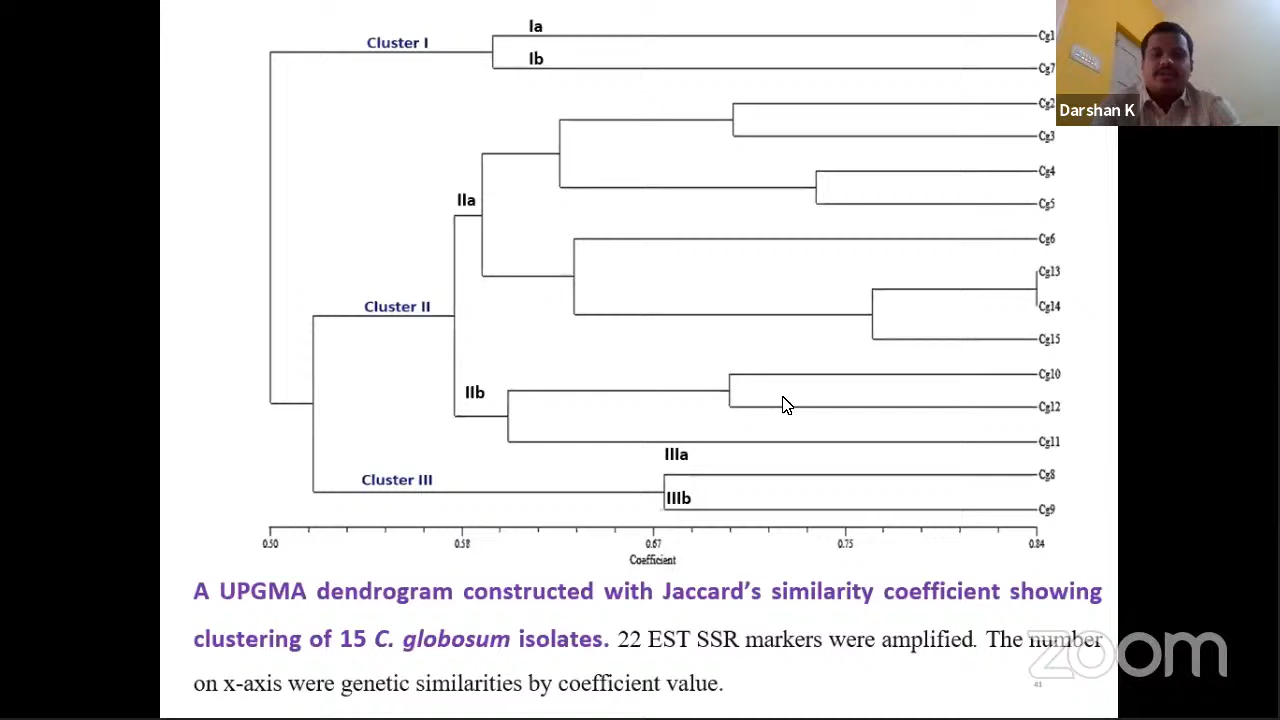 Ia
Cg1
Cluster I
Ib
Cg7
Cg2
Darshan K
Cg3
Cg4
Cg5
IIa
Cg6
Cg13
Cg14
Cluster II
Cg15
Cg10
IIb
Cg12
Cg11
IIIa
Cg8
Cluster III
IIIb
Cg9
0.50 0.58 0.67 0.75 0.84
Coefficient
A UPGMA dendrogram constructed with Jaccard's similarity coefficient showing
clustering of 15 C. globosum isolates. 22 EST SSR markers were amplified. The number
on x-axis were genetic similarities by coefficient value.
zoom
41